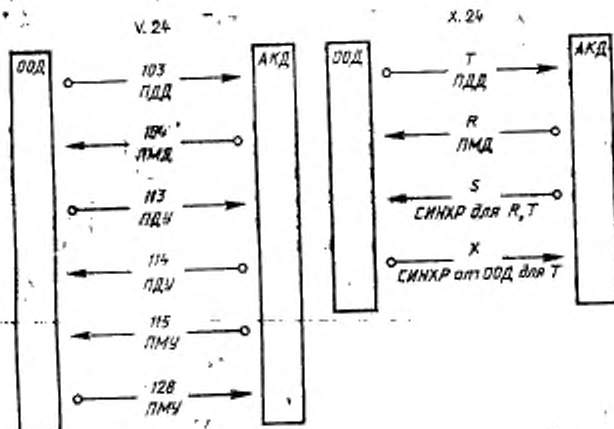 V.24
ООД
АКД
103
ПДД
104
ПМД
113
ПДУ
114
ПДУ
115
ПМУ
128
ПМУ
X.24
ООД
АКД
T
ПДД
R
ПМД
S
СИНХР для R,T
X
СИНХР от ООД для T